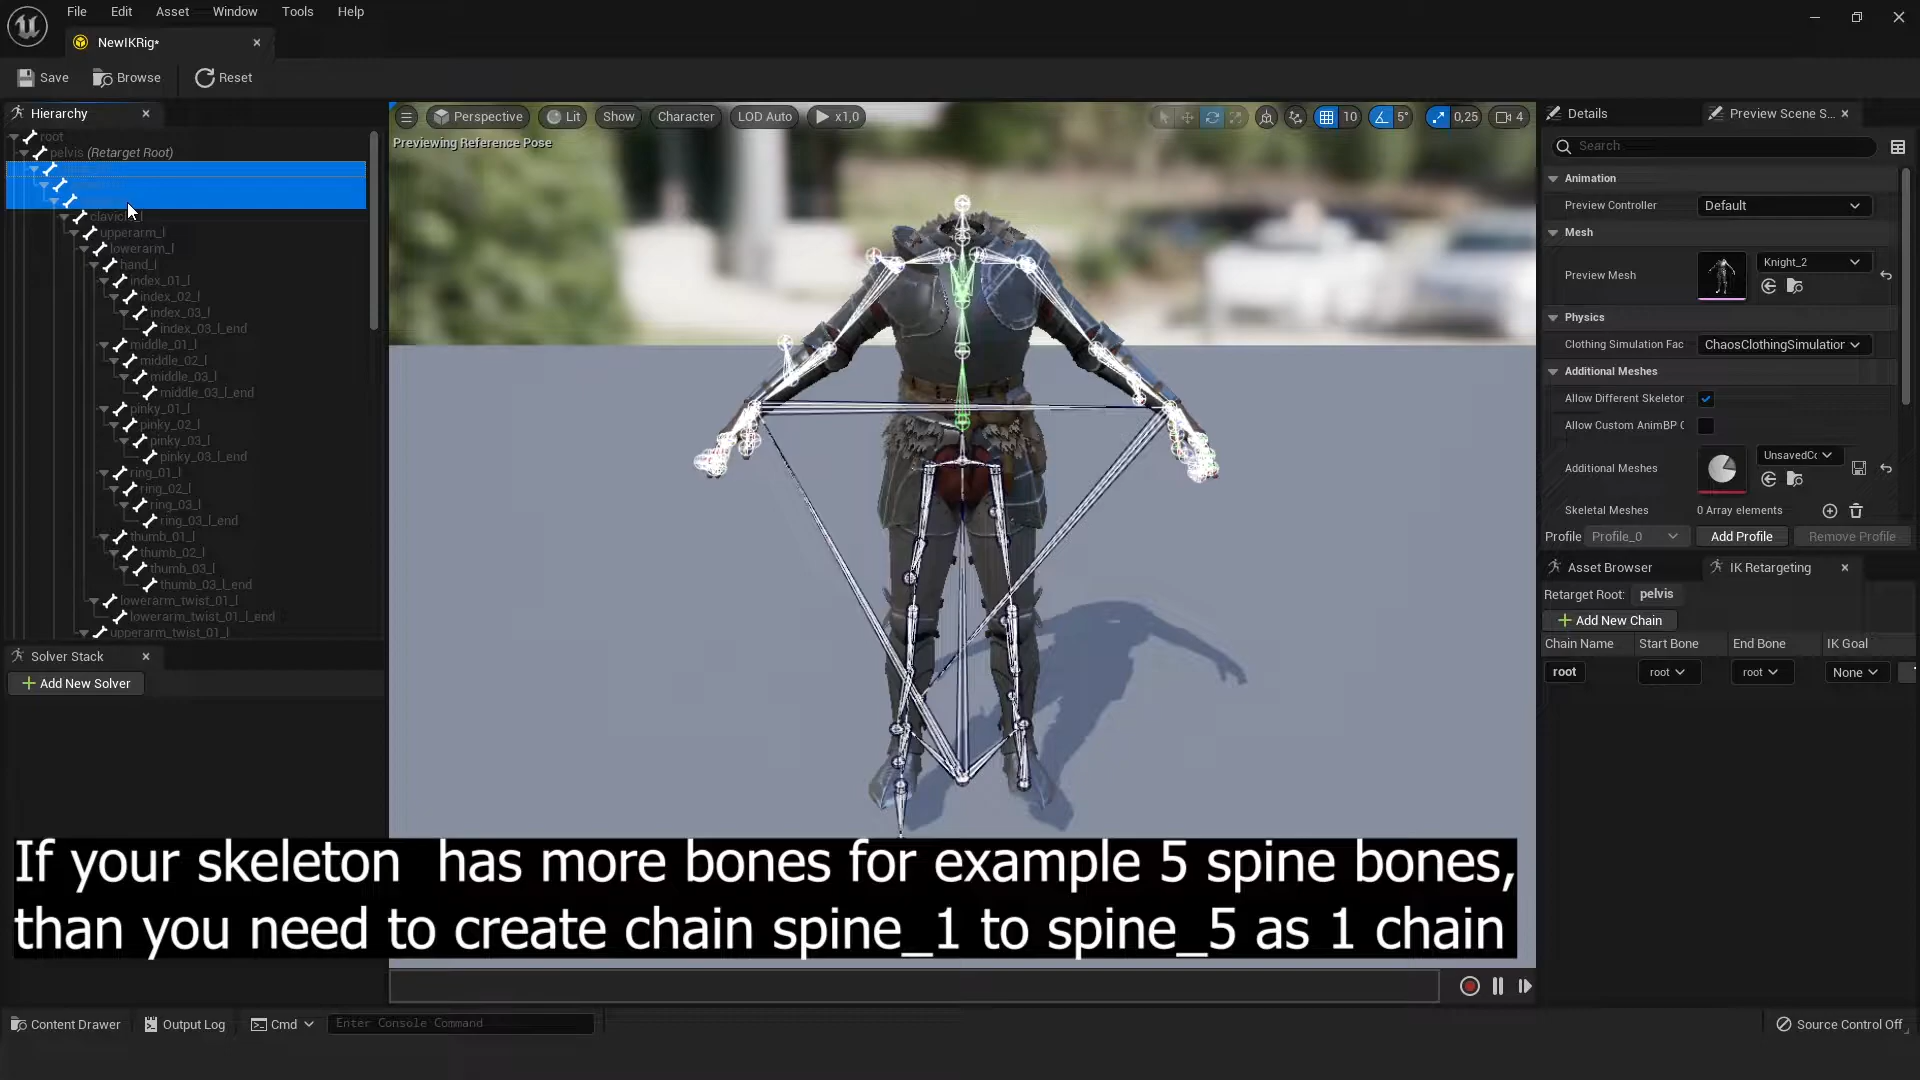 File Edit Asset Window Tools Help
NewIKRig*
Save Browse Reset
Hierarchy
root
pelvis (Retarget Root)
upperarm_l
lowerarm_l
hand_l
index_01_l
index_02_l
index_03_l
index_03_l_end
middle_01_l
middle_02_l
middle_03_l
middle_03_l_end
pinky_01_l
pinky_02_l
pinky_03_l
pinky_03_l_end
ring_01_l
ring_02_l
ring_03_l
ring_03_l_end
thumb_01_l
thumb_02_l
thumb_03_l
thumb_03_l_end
lowerarm_twist_01_l
lowerarm_twist_01_l_end
upperarm_twist_01_l
Solver Stack
Add New Solver
Perspective Lit Show Character LOD Auto x1,0 10 5° 0,25 4
Previewing Reference Pose
If your skeleton has more bones for example 5 spine bones,
than you need to create chain spine_1 to spine_5 as 1 chain
Details Preview Scene S...
Search
Animation
Preview Controller Default
Mesh
Preview Mesh Knight_2
Physics
Clothing Simulation Fac ChaosClothingSimulation
Additional Meshes
Allow Different Skeletor
Allow Custom AnimBP C
Additional Meshes UnsavedCc
Skeletal Meshes 0 Array elements
Profile Profile_0 Add Profile Remove Profile
Asset Browser IK Retargeting
Retarget Root: pelvis
Add New Chain
Chain Name Start Bone End Bone IK Goal
root root root None
Content Drawer Output Log Cmd Enter Console Command Source Control Off